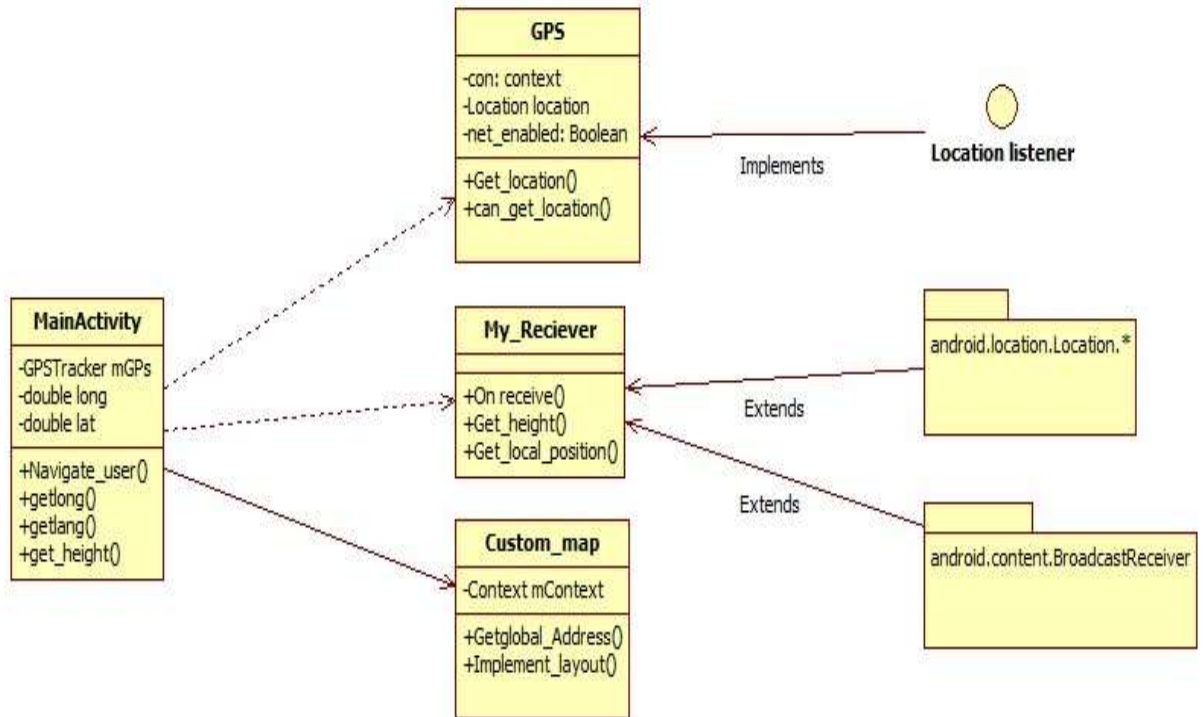 GPS
-con: context
-Location location
-net_enabled: Boolean
+Get_location()
+can_get_location()
Implements
Location listener
MainActivity
-GPSTracker mGPs
-double long
-double lat
+Navigate_user()
+getlong()
+getlang()
+get_height()
My_Reciever
+On receive()
+Get_height()
+Get_local_position()
Extends
android.location.Location.*
Extends
android.content.BroadcastReceiver
Custom_map
-Context mContext
+Getglobal_Address()
+Implement_layout()